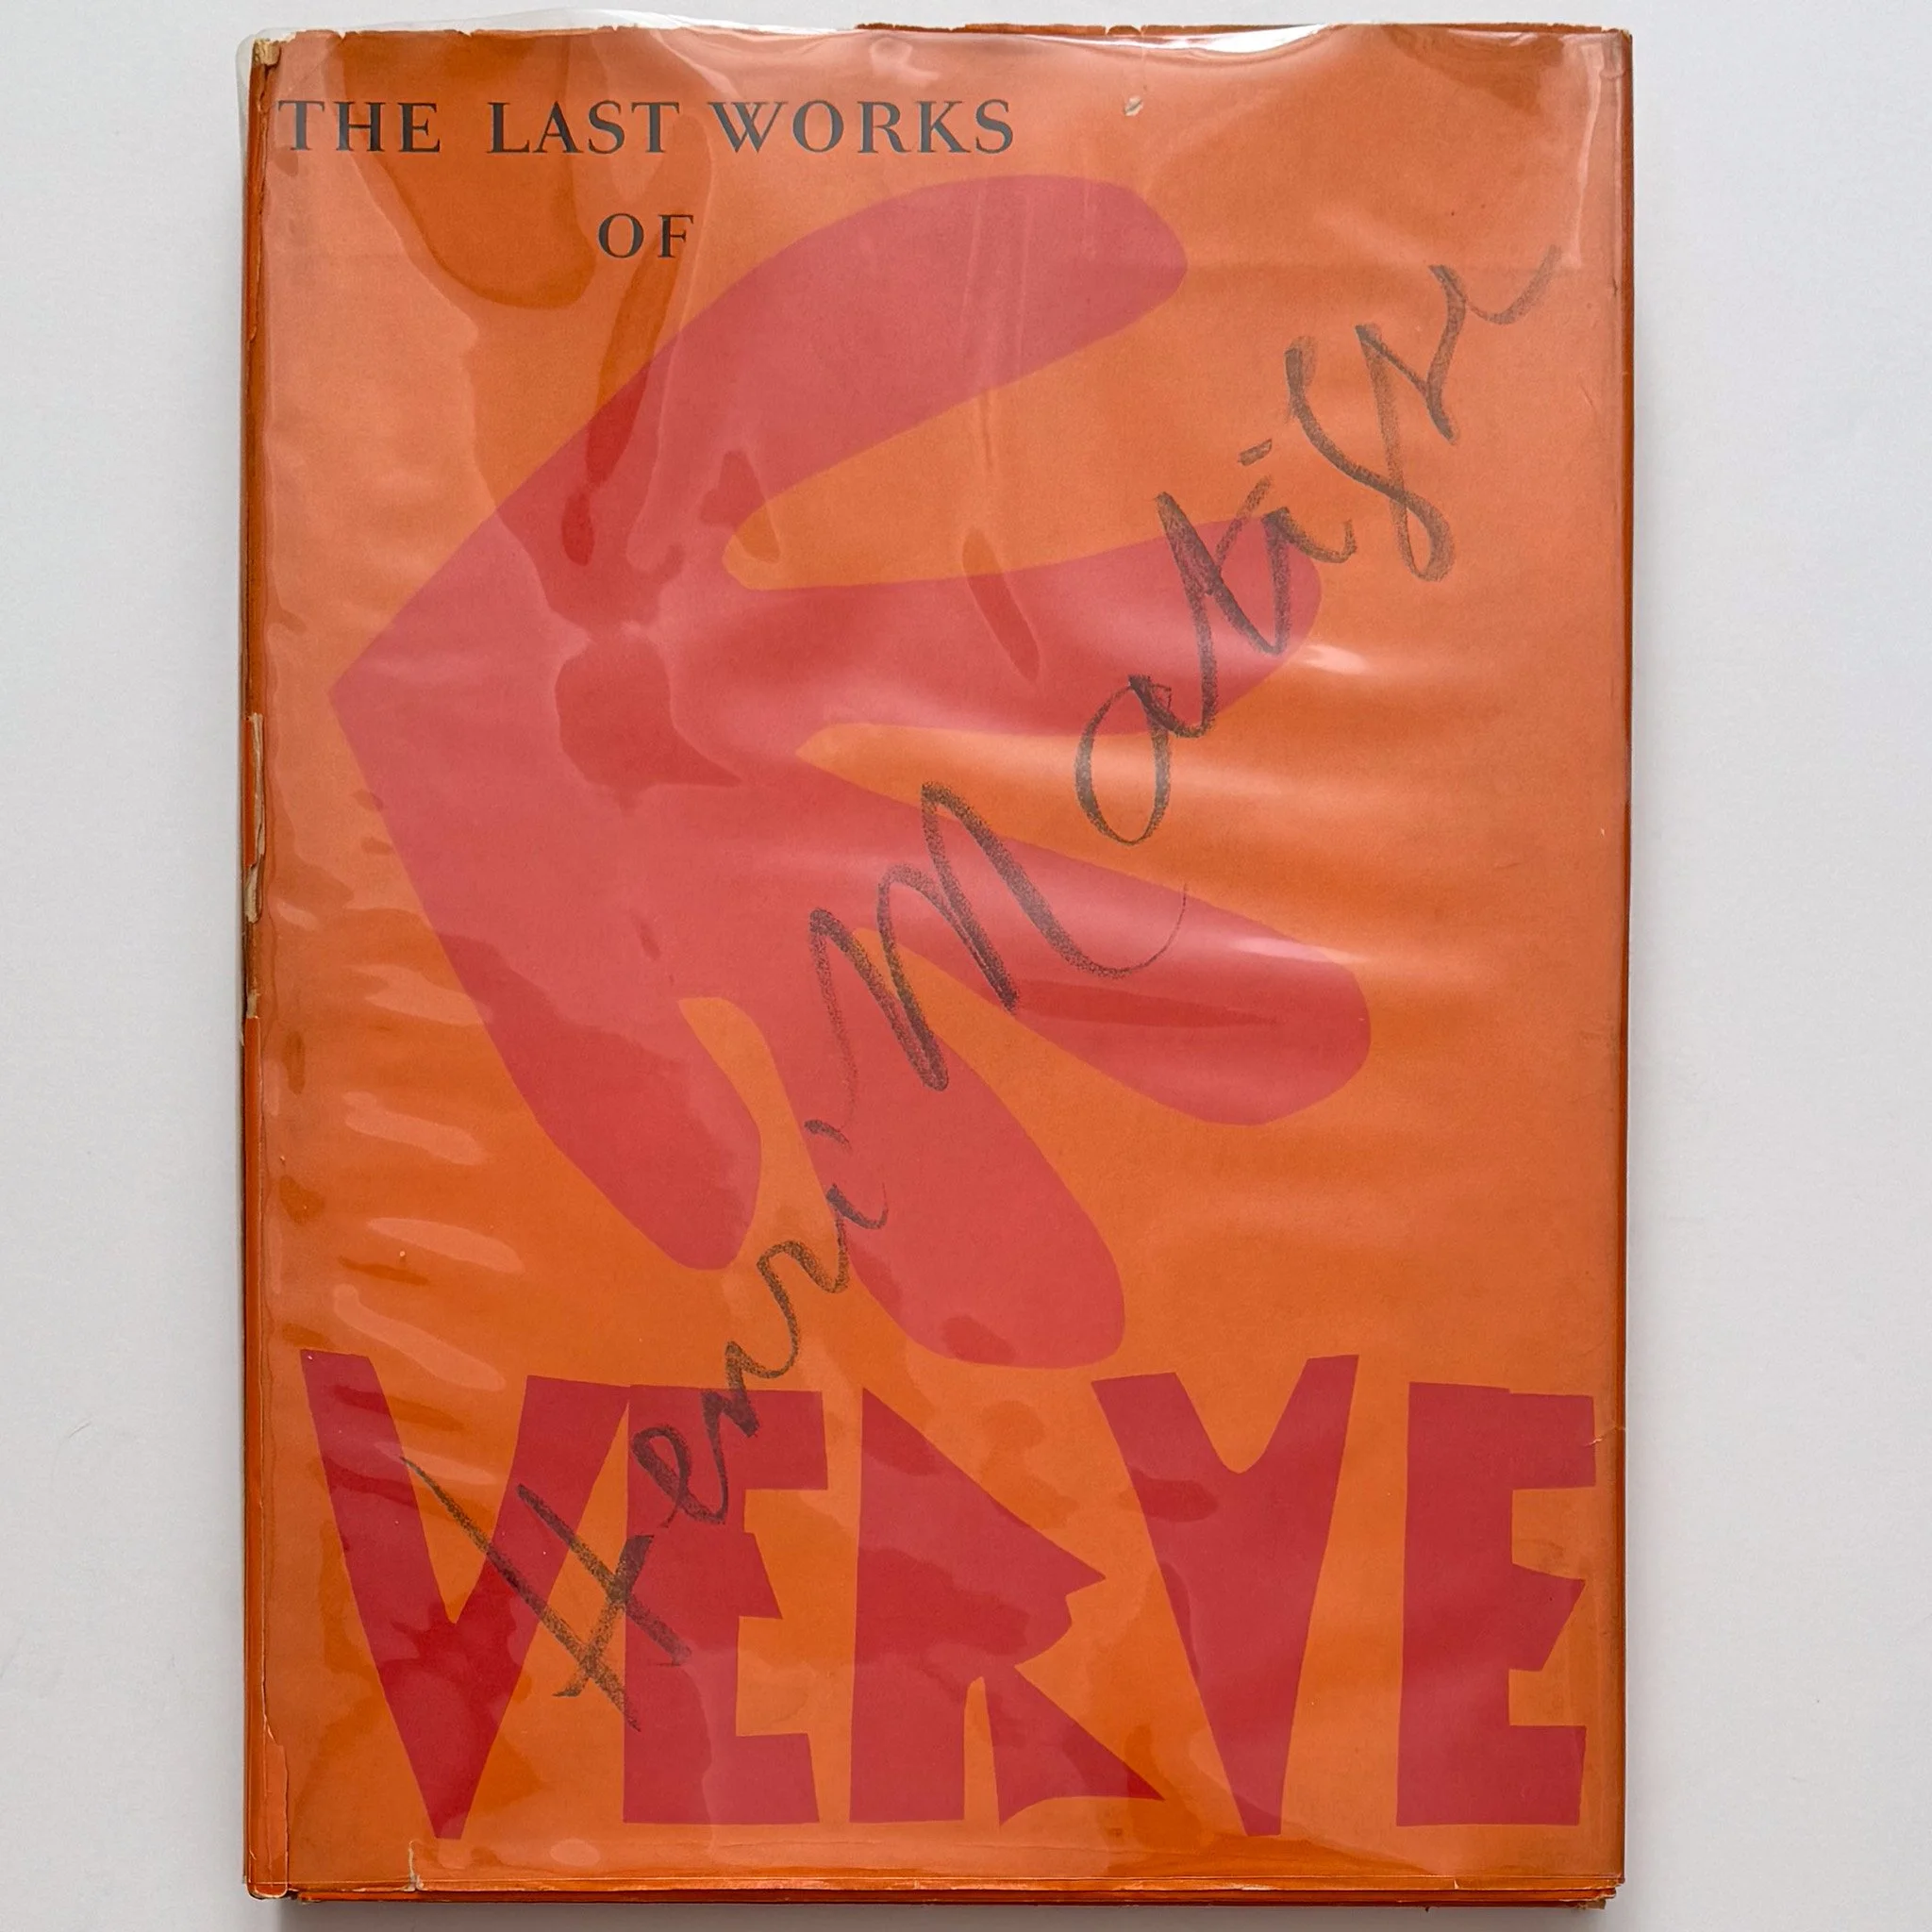 THE LAST WORKS
OF
Henri Matisse
VERVE